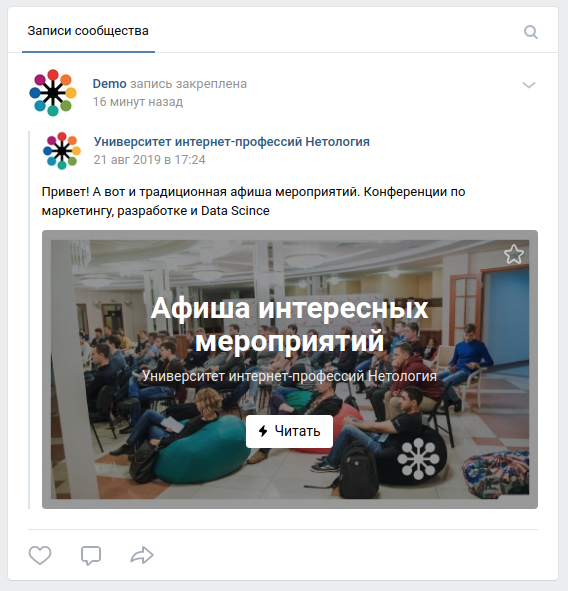 Записи сообщества
Demo запись закреплена
16 минут назад
Университет интернет-профессий Нетология
21 авг 2019 в 17:24
Привет! А вот и традиционная афиша мероприятий. Конференции по
маркетингу, разработке и Data Scince
Афиша интересных
мероприятий
Университет интернет-профессий Нетология
Читать